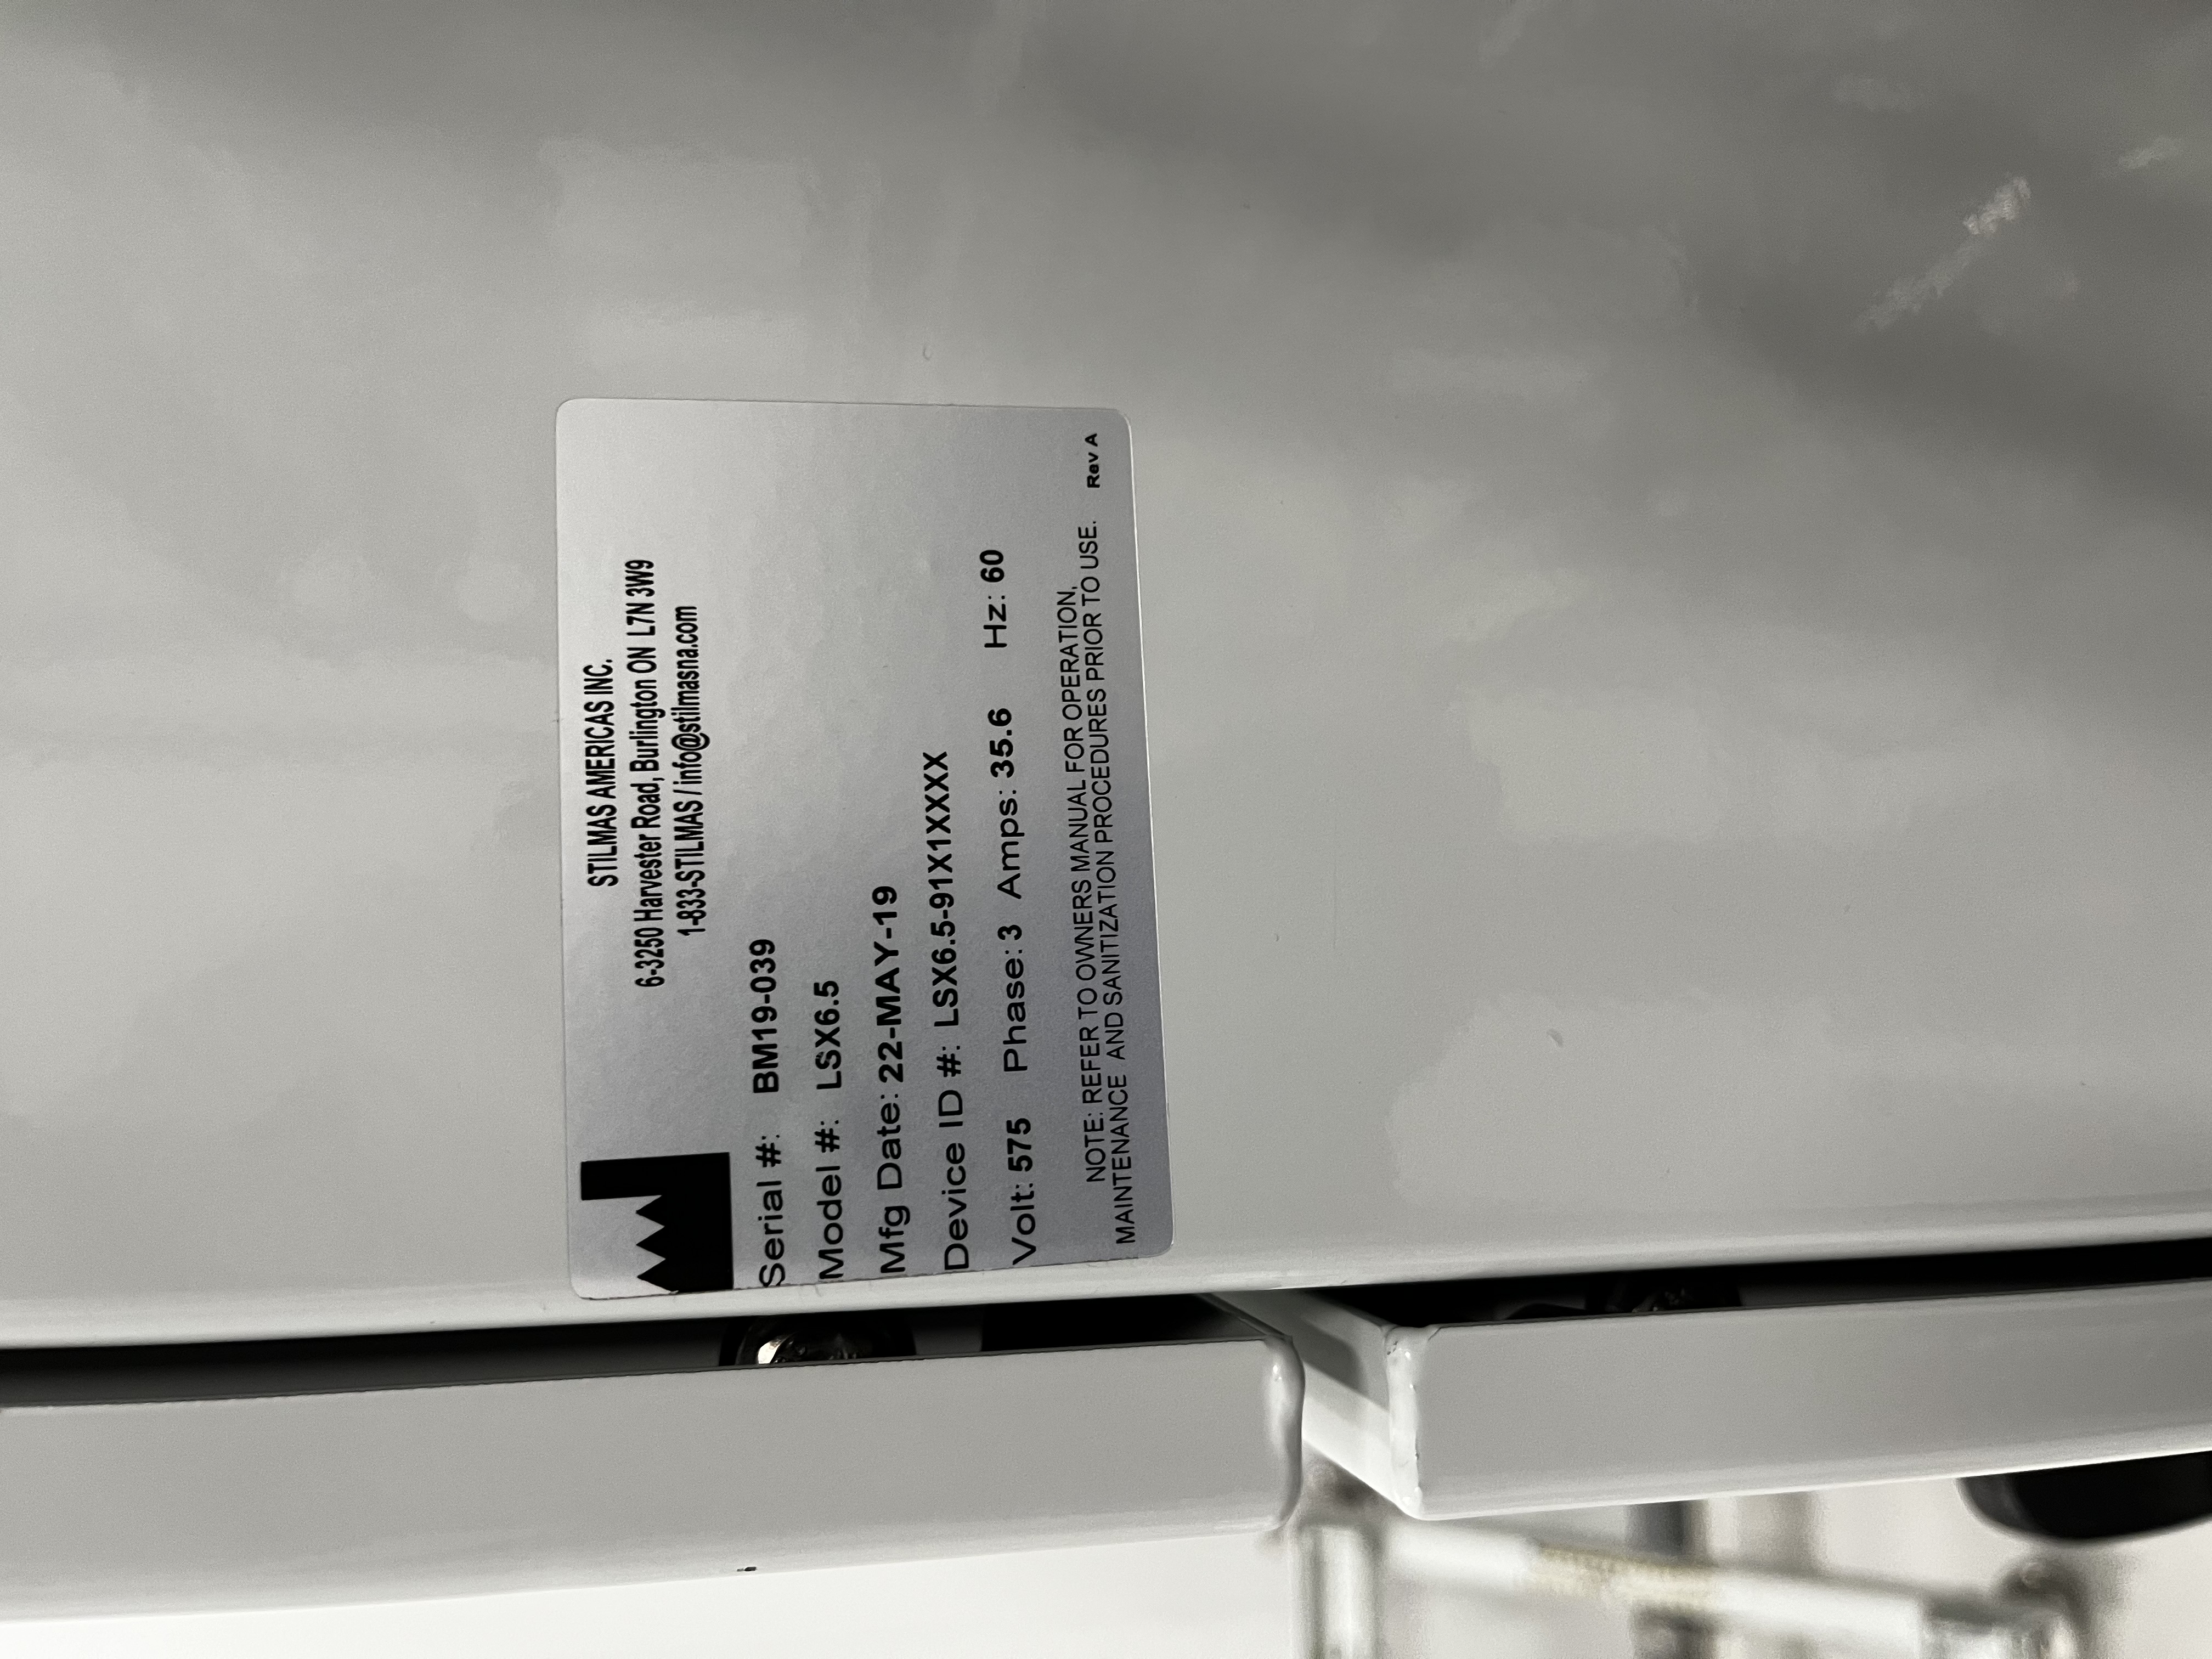 STILMAS AMERICAS INC.
6-3250 Harvester Road, Burlington ON L7N 3W9
1-833-STILMAS / info@stilmasna.com
Serial #: BM19-039
Model #: LSX6.5
Mfg Date: 22-MAY-19
Device ID #: LSX6.5-91X1XXX
Volt: 575 Phase: 3 Amps: 35.6 Hz: 60
NOTE: REFER TO OWNERS MANUAL FOR OPERATION,
MAINTENANCE AND SANITIZATION PROCEDURES PRIOR TO USE. Rev A